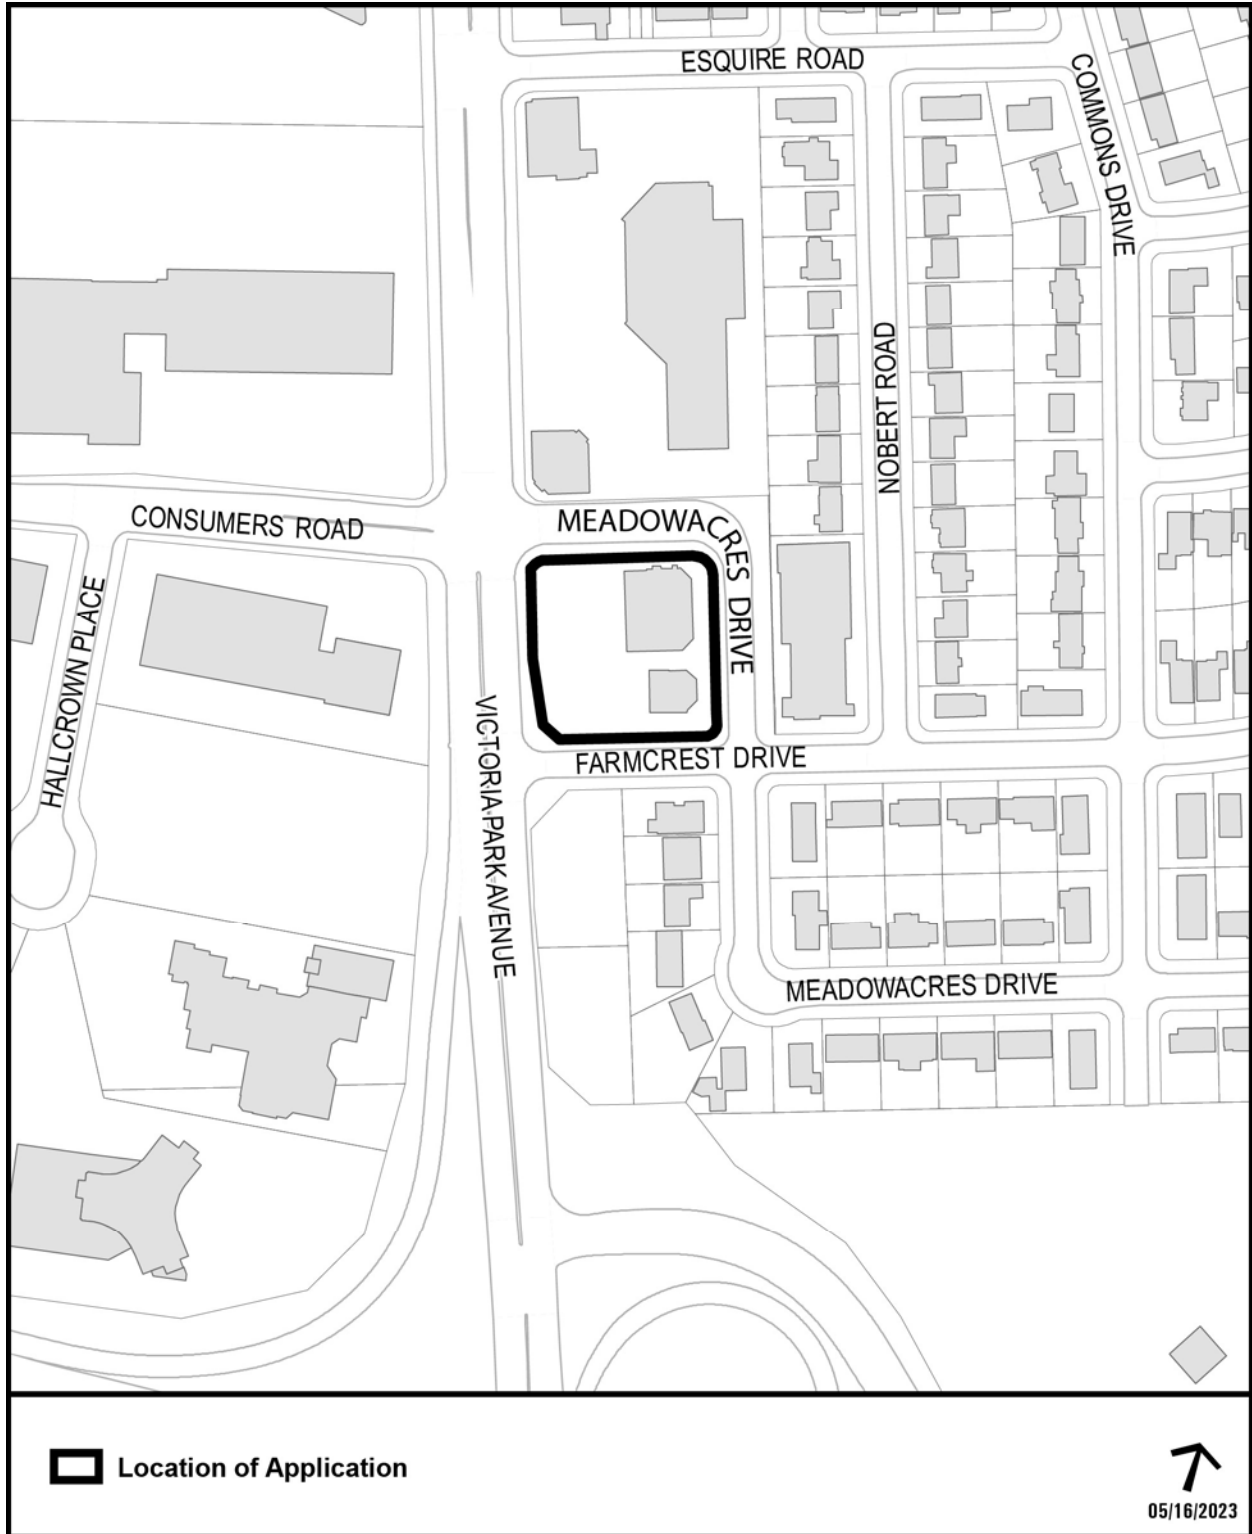 ESQUIRE ROAD
COMMONS DRIVE
NOBERT ROAD
CONSUMERS ROAD
MEADOWACRES DRIVE
HALLCROWN PLACE
VICTORIA PARK AVENUE
FARMCREST DRIVE
MEADOWACRES DRIVE
Location of Application
05/16/2023